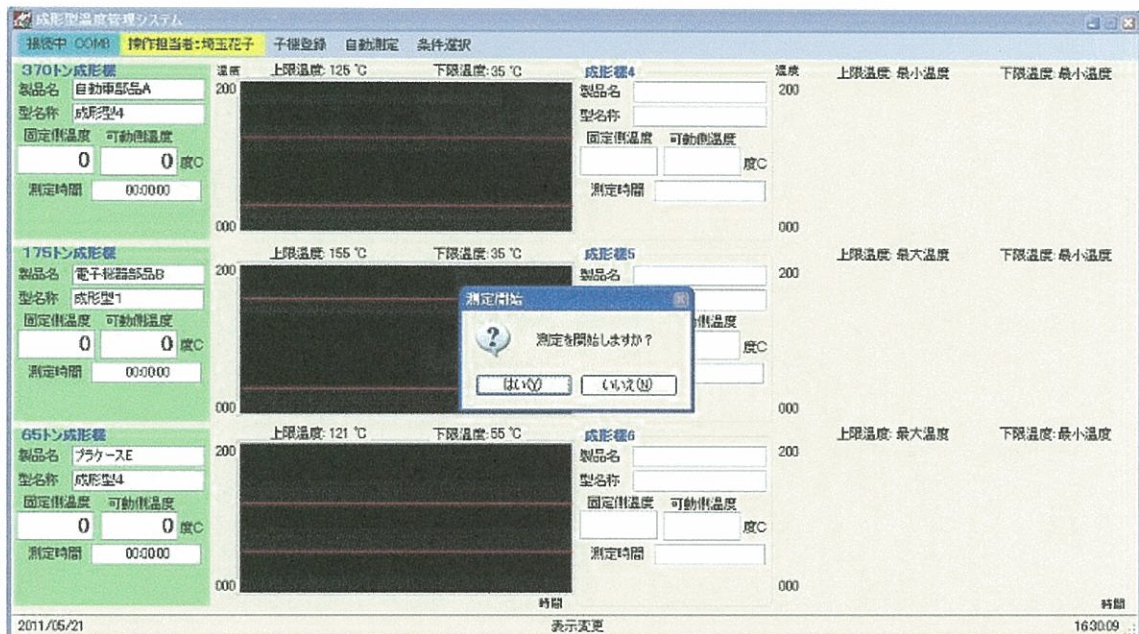 成形型温度管理システム
接続中 COM8 操作担当者:埼玉花子 子機登録 自動測定 条件選択
370トン成形機
製品名 自動車部品A
型名称 成形型4
固定側温度 可動側温度
0 0 度C
測定時間 00:00:00
温度 上限温度: 125 ℃ 下限温度: 35 ℃
200
000
成形機4
製品名
型名称
固定側温度 可動側温度
度C
測定時間
温度 上限温度: 最小温度 下限温度: 最小温度
200
000
175トン成形機
製品名 電子機器部品B
型名称 成形型1
固定側温度 可動側温度
0 0 度C
測定時間 00:00:00
上限温度: 155 ℃ 下限温度: 35 ℃
200
000
成形機5
製品名
側温度
度C
上限温度: 最大温度 下限温度: 最小温度
200
000
測定開始
測定を開始しますか?
はい(Y) いいえ(N)
65トン成形機
製品名 プラケースE
型名称 成形型4
固定側温度 可動側温度
0 0 度C
測定時間 00:00:00
上限温度: 121 ℃ 下限温度: 55 ℃
200
000
時間
成形機6
製品名
型名称
固定側温度 可動側温度
度C
測定時間
上限温度: 最大温度 下限温度: 最小温度
200
000
時間
2011/05/21 表示変更 16:30:09